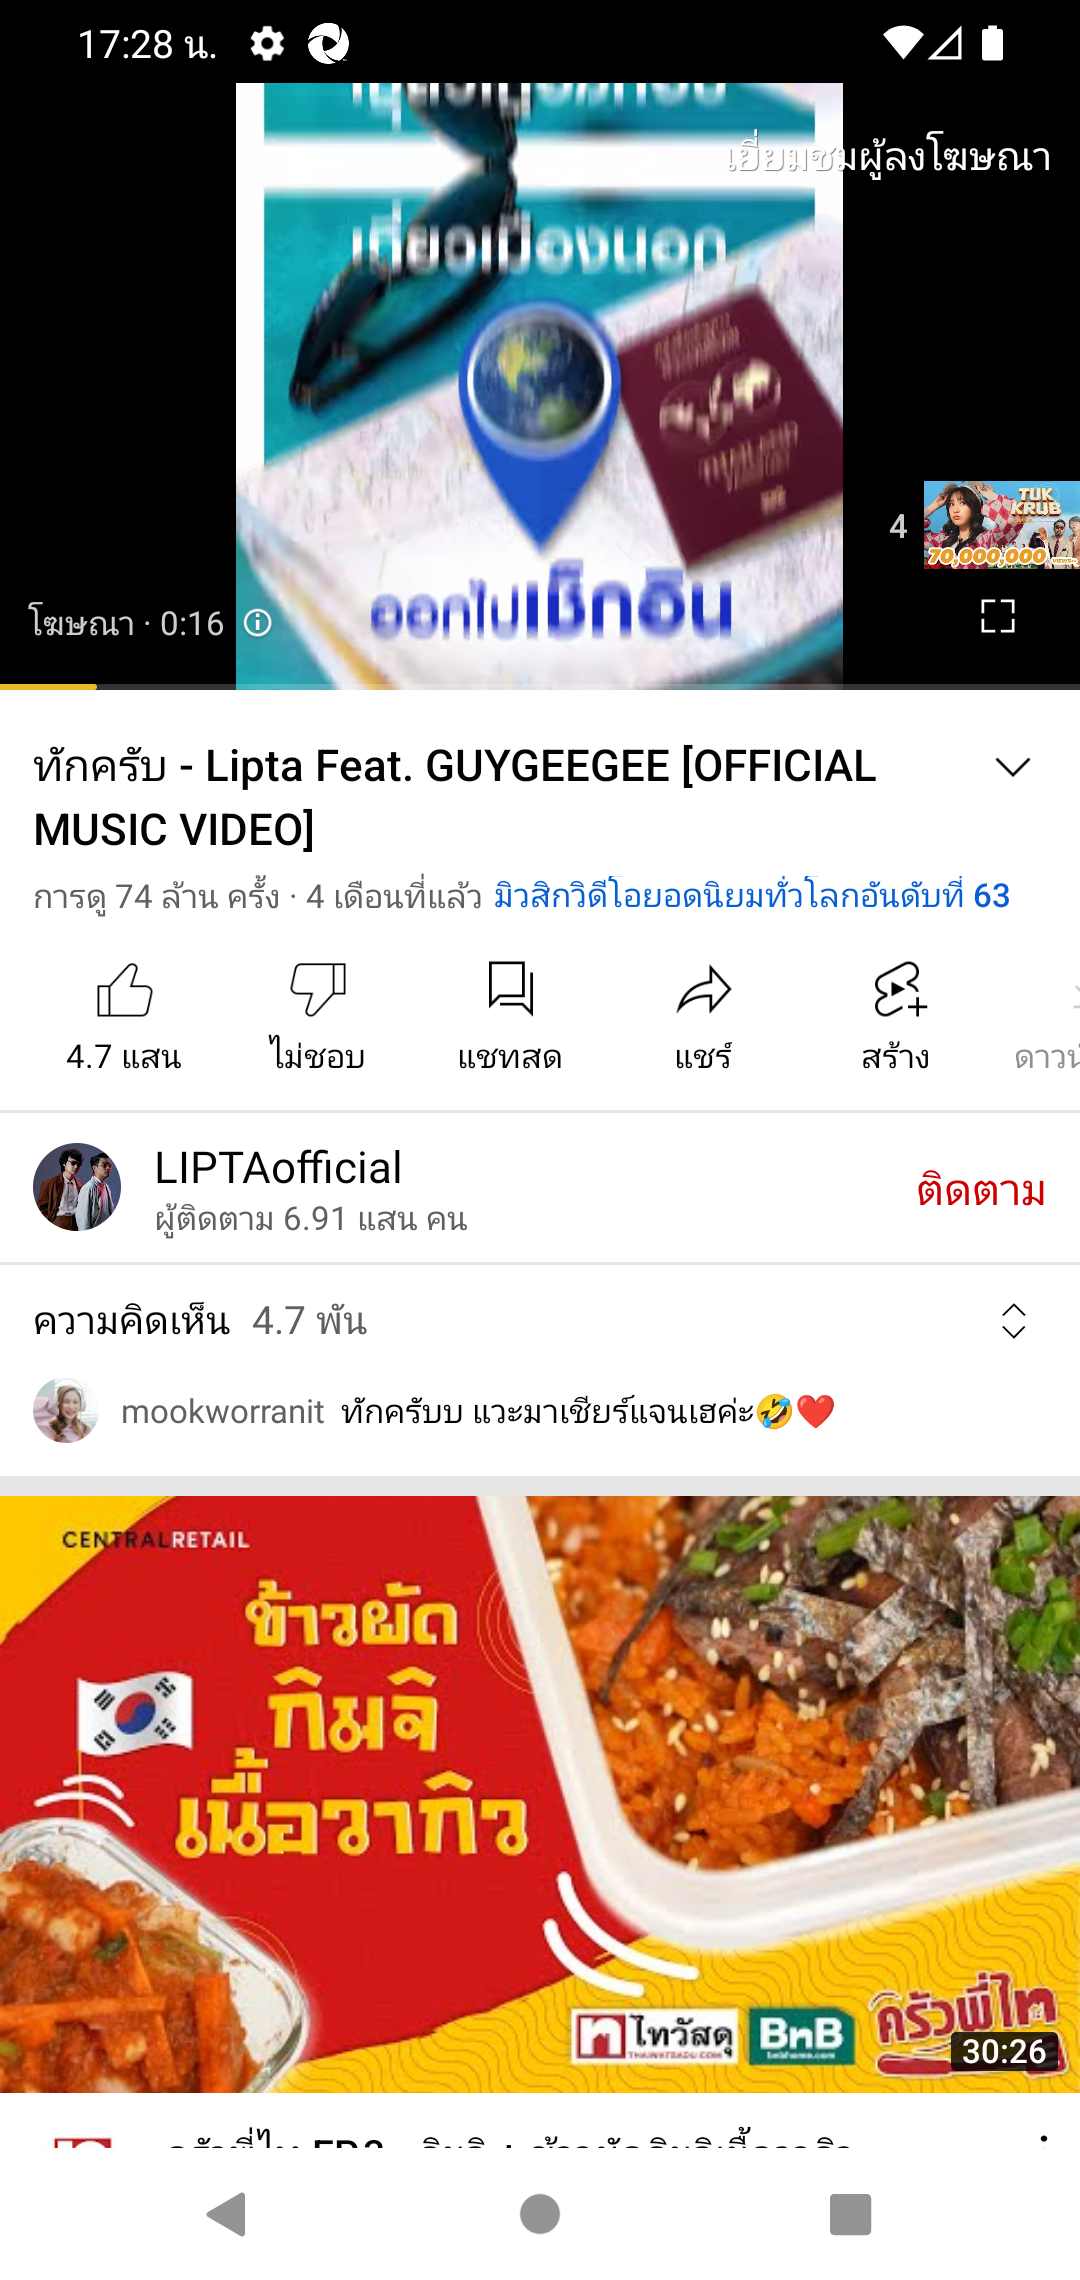 17:28 น.
เยี่ยมชมผู้ลงโฆษณา
เที่ยวเมืองนอก
TUK
KRUB
4
70,000,000
ออกไปเช็กอิน
โฆษณา · 0:16
ทักครับ - Lipta Feat. GUYGEEGEE [OFFICIAL
MUSIC VIDEO]
การดู 74 ล้าน ครั้ง · 4 เดือนที่แล้ว มิวสิกวิดีโอยอดนิยมทั่วโลกอันดับที่ 63
4.7 แสน ไม่ชอบ แชทสด แชร์ สร้าง
LIPTAofficial
ผู้ติดตาม 6.91 แสน คน
ติดตาม
ความคิดเห็น 4.7 พัน
mookworranit ทักครับบ แวะมาเชียร์แจนเฮค่ะ🤣❤️
CENTRALRETAIL
ข้าวผัด
กิมจิ
เนื้อวากิว
ไทวัสดุ
THAIWATSADU.COM
BnB
bnbhome.com
ครัวพี่ไท
30:26